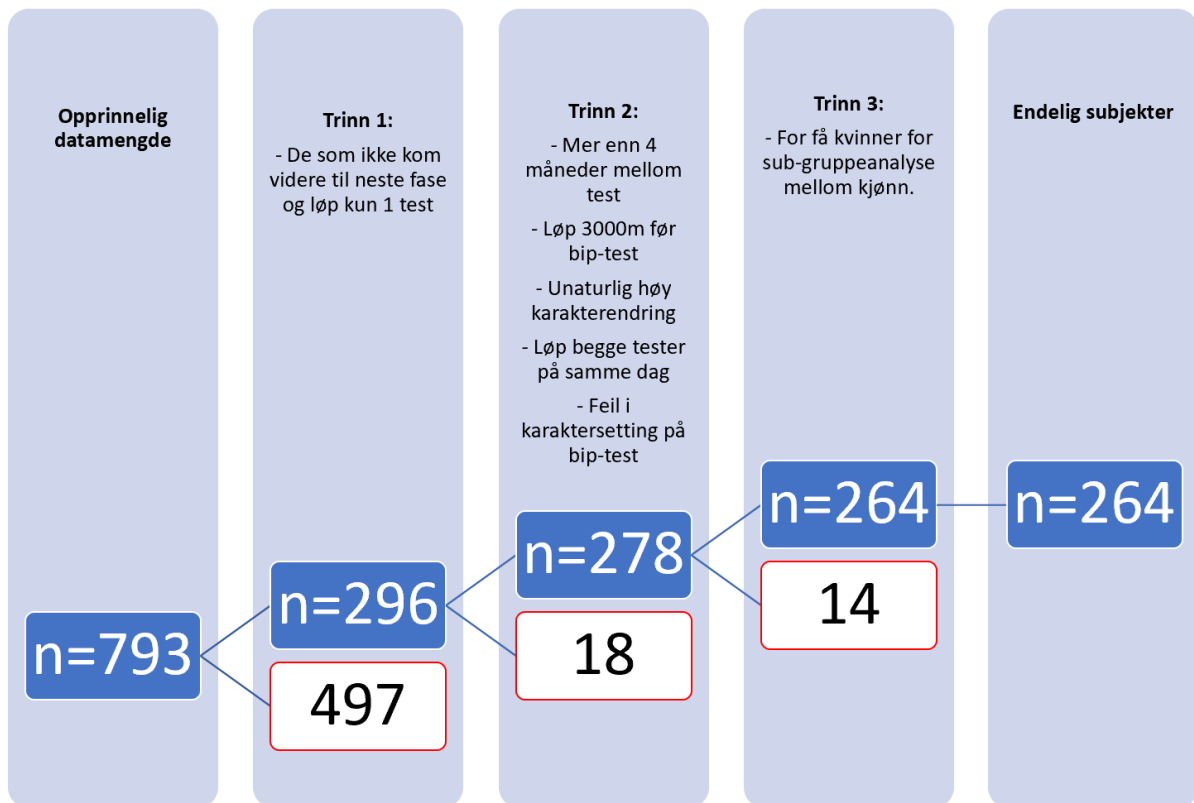 Opprinnelig
datamengde
n=793
Trinn 1:
- De som ikke kom
videre til neste fase
og løp kun 1 test
n=296
497
Trinn 2:
- Mer enn 4
måneder mellom
test
- Løp 3000m før
bip-test
- Unaturlig høy
karakterendring
- Løp begge tester
på samme dag
- Feil i
karaktersetting på
bip-test
n=278
18
Trinn 3:
- For få kvinner for
sub-gruppeanalyse
mellom kjønn.
n=264
14
Endelig subjekter
n=264